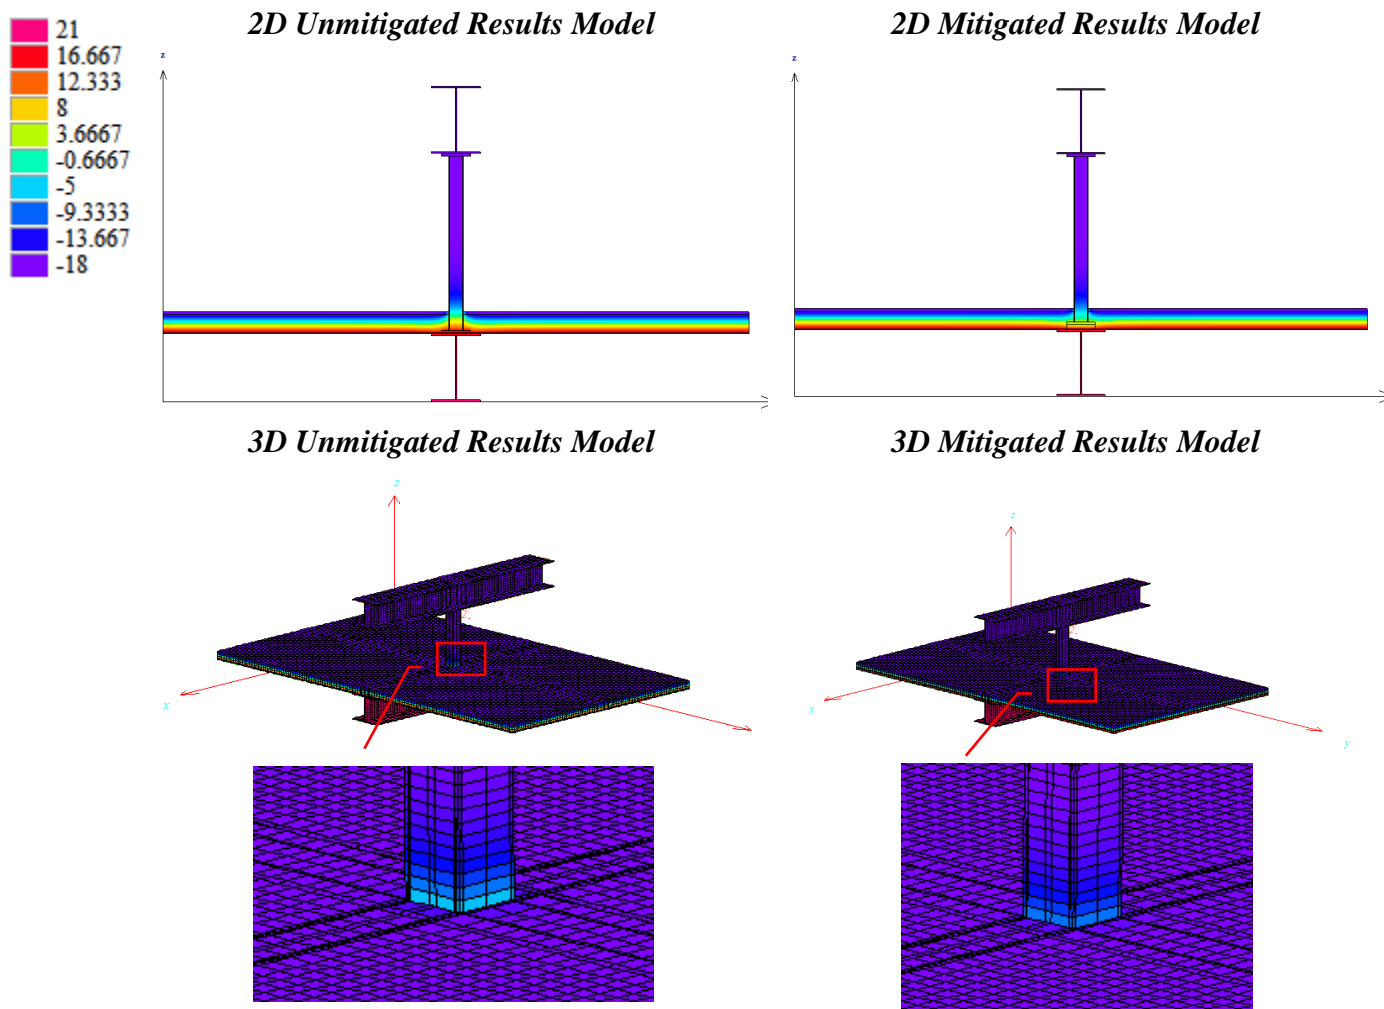 21
16.667
12.333
8
3.6667
-0.6667
-5
-9.3333
-13.667
-18
2D Unmitigated Results Model
z
2D Mitigated Results Model
z
3D Unmitigated Results Model
z
x
3D Mitigated Results Model
z
x
y